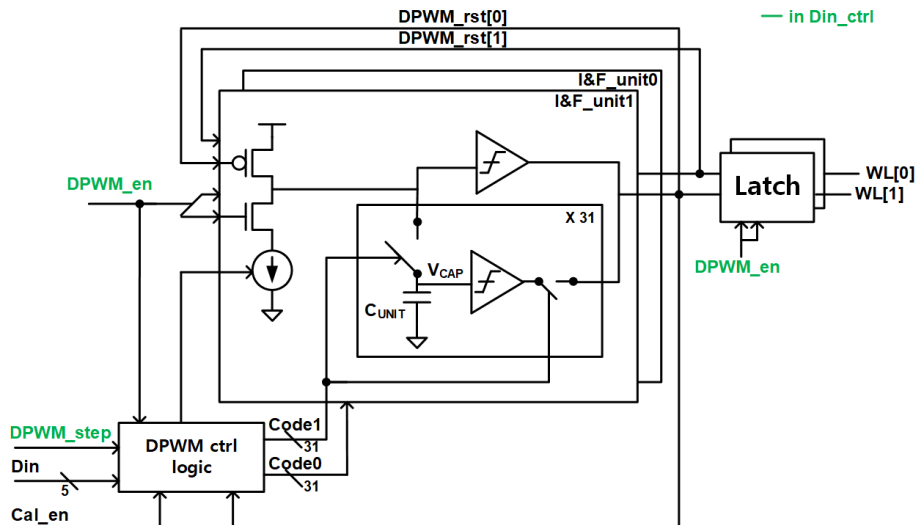 DPWM_rst[0]
in Din_ctrl
DPWM_rst[1]
I&F_unit0
I&F_unit1
DPWM_en
Latch
WL[0]
WL[1]
X 31
VCAP
DPWM_en
CUNIT
DPWM_step
DPWM ctrl
logic
Code1
31
Din
5
Code0
31
Cal_en